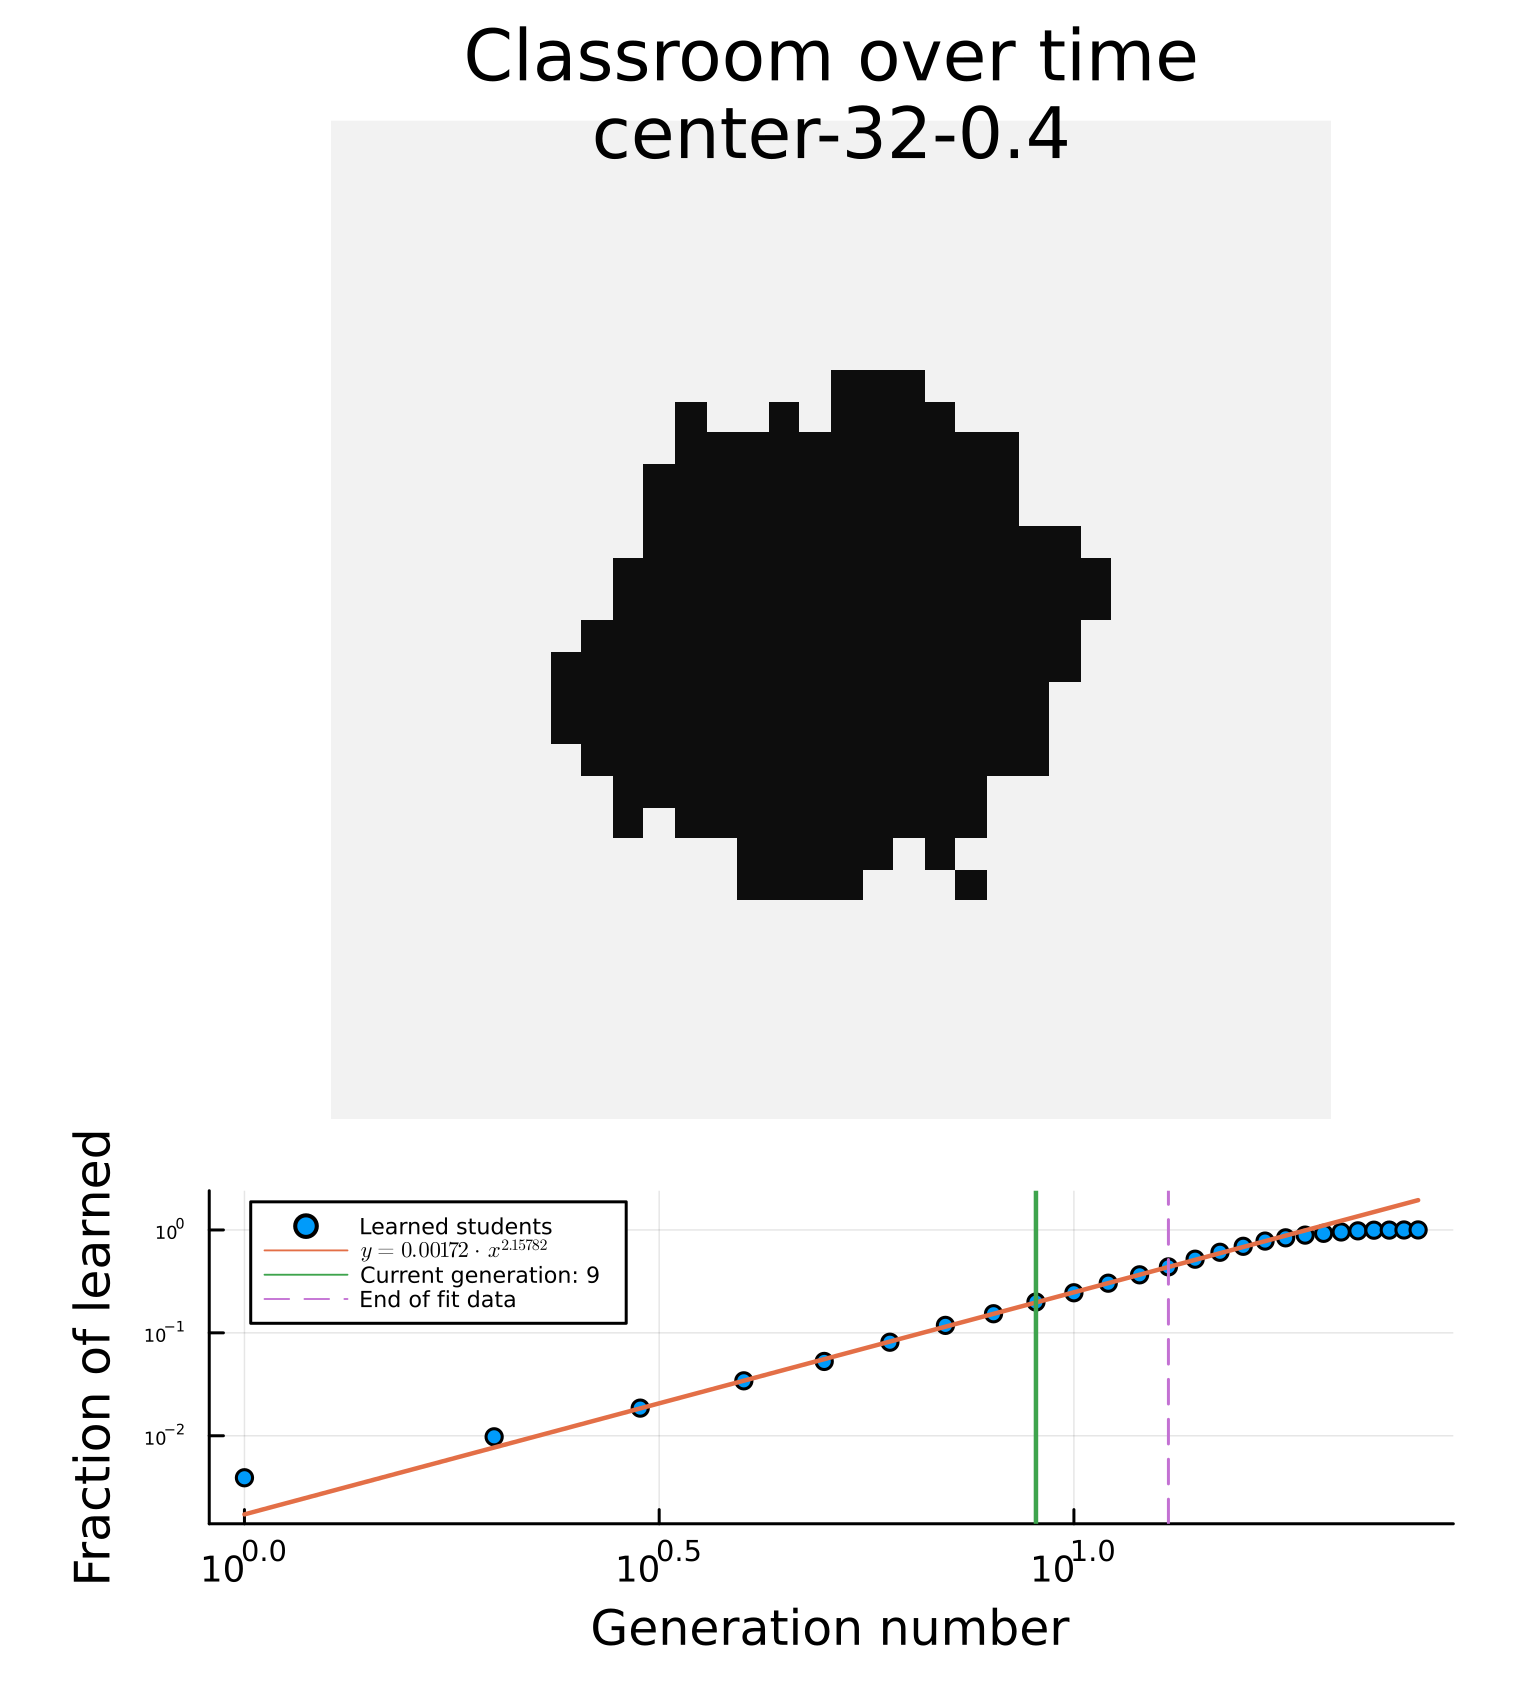 Classroom over time
center-32-0.4
Fraction of learned
10⁰
10⁻¹
10⁻²
Learned students
y = 0.00172 · x^2.15782
Current generation: 9
End of fit data
10^0.0
10^0.5
10^1.0
Generation number